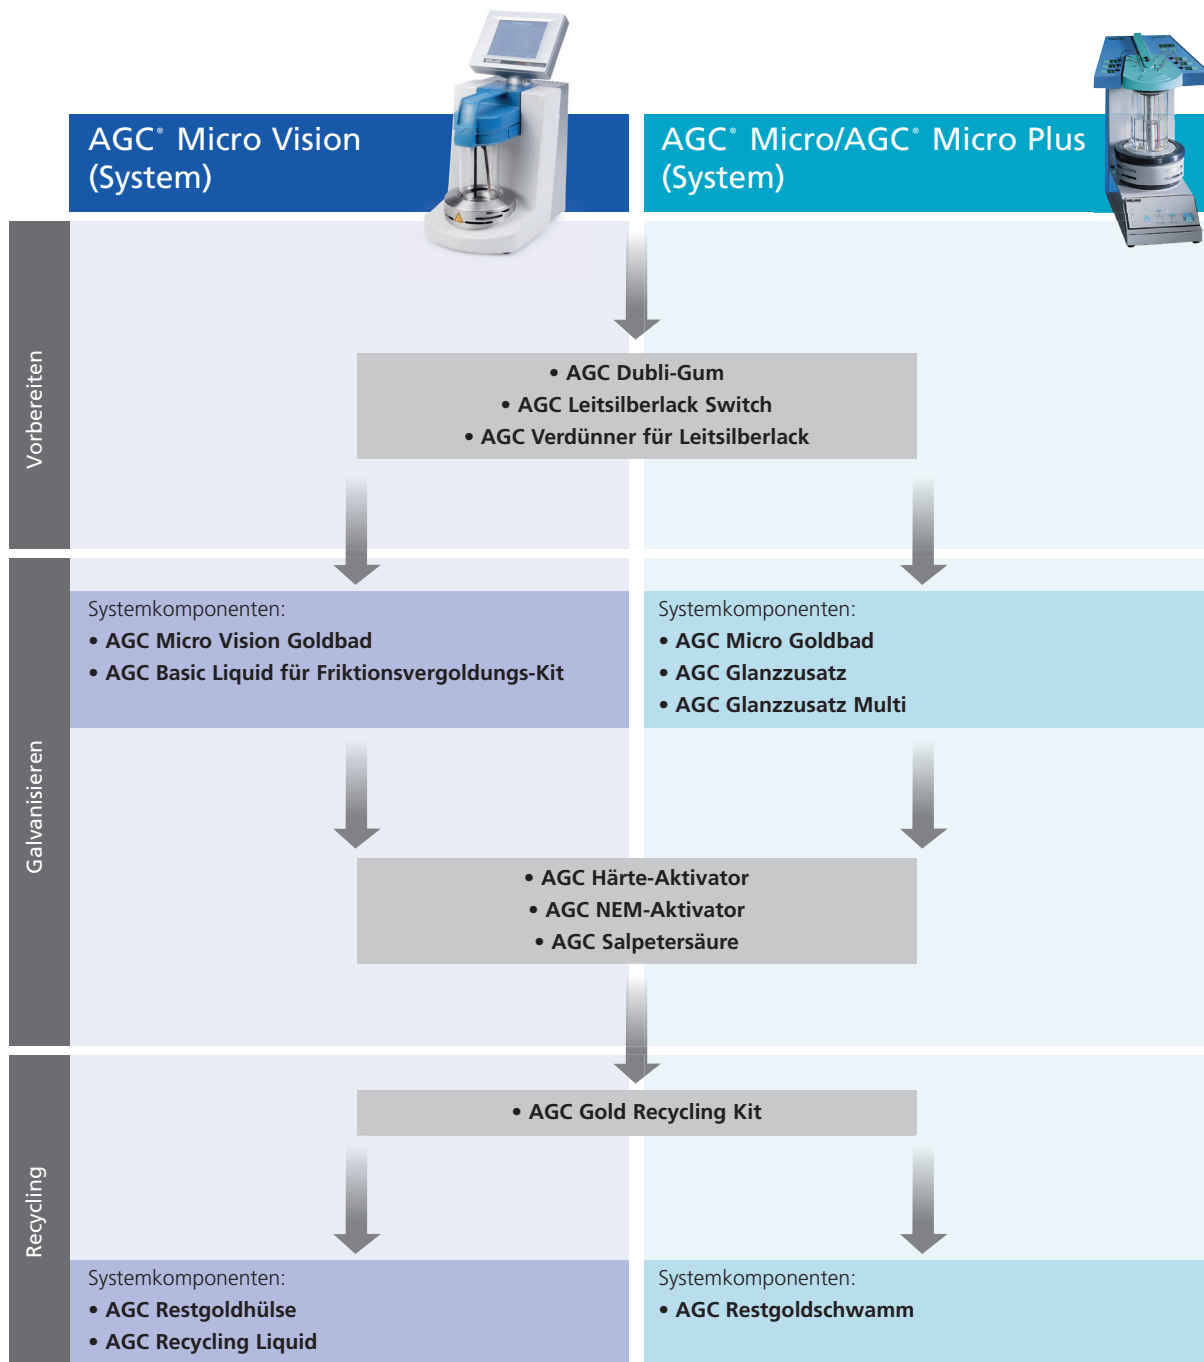 AGC® Micro Vision
(System)
AGC® Micro/AGC® Micro Plus
(System)
Vorbereiten
• AGC Dubli-Gum
• AGC Leitsilberlack Switch
• AGC Verdünner für Leitsilberlack
Galvanisieren
Systemkomponenten:
• AGC Micro Vision Goldbad
• AGC Basic Liquid für Friktionsvergoldungs-Kit
Systemkomponenten:
• AGC Micro Goldbad
• AGC Glanzzusatz
• AGC Glanzzusatz Multi
• AGC Härte-Aktivator
• AGC NEM-Aktivator
• AGC Salpetersäure
Recycling
• AGC Gold Recycling Kit
Systemkomponenten:
• AGC Restgoldhülse
• AGC Recycling Liquid
Systemkomponenten:
• AGC Restgoldschwamm